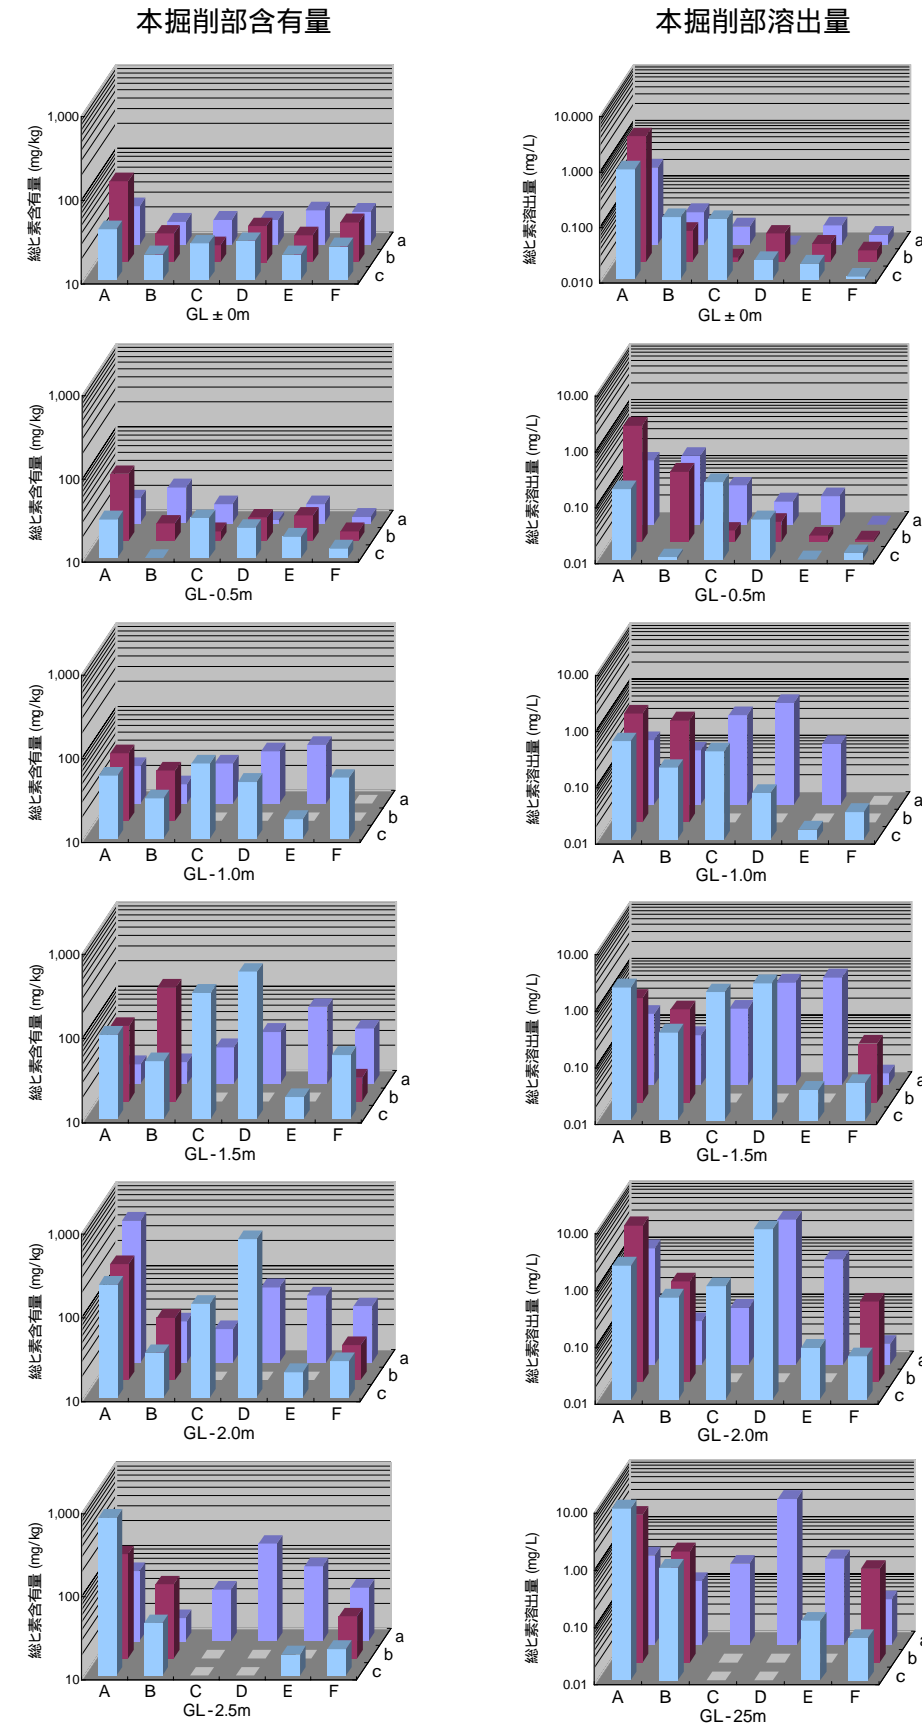 本掘削部含有量
本掘削部溶出量
総ヒ素含有量 (mg/kg)
1,000
100
10
A B C D E F
a
b
c
GL ± 0m
総ヒ素溶出量 (mg/L)
10.000
1.000
0.100
0.010
A B C D E F
a
b
c
GL ± 0m
総ヒ素含有量 (mg/kg)
1,000
100
10
A B C D E F
a
b
c
GL-0.5m
総ヒ素溶出量 (mg/L)
10.00
1.00
0.10
0.01
A B C D E F
a
b
c
GL-0.5m
総ヒ素含有量 (mg/kg)
1,000
100
10
A B C D E F
a
b
c
GL-1.0m
総ヒ素溶出量 (mg/L)
10.00
1.00
0.10
0.01
A B C D E F
a
b
c
GL-1.0m
総ヒ素含有量 (mg/kg)
1,000
100
10
A B C D E F
a
b
c
GL-1.5m
総ヒ素溶出量 (mg/L)
10.00
1.00
0.10
0.01
A B C D E F
a
b
c
GL-1.5m
総ヒ素含有量 (mg/kg)
1,000
100
10
A B C D E F
a
b
c
GL-2.0m
総ヒ素溶出量 (mg/L)
10.00
1.00
0.10
0.01
A B C D E F
a
b
c
GL-2.0m
総ヒ素含有量 (mg/kg)
1,000
100
10
A B C D E F
a
b
c
GL-2.5m
総ヒ素溶出量 (mg/L)
10.00
1.00
0.10
0.01
A B C D E F
a
b
c
GL-25m